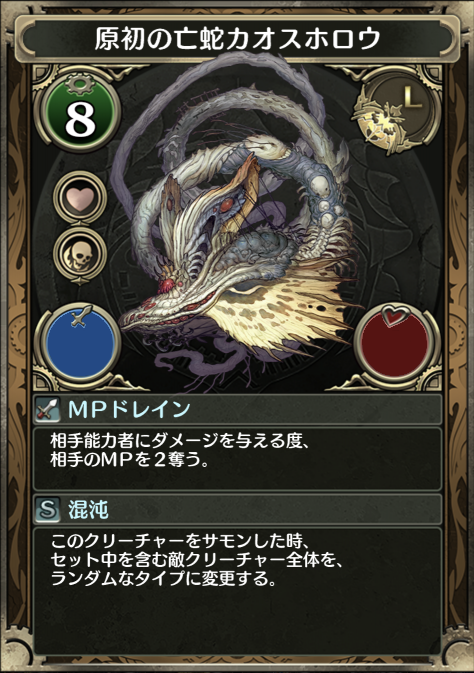 原初の亡蛇カオスホロウ
8
L
MPドレイン
相手能力者にダメージを与える度、
相手のMPを2奪う。
S 混沌
このクリーチャーをサモンした時、
セット中を含む敵クリーチャー全体を、
ランダムなタイプに変更する。